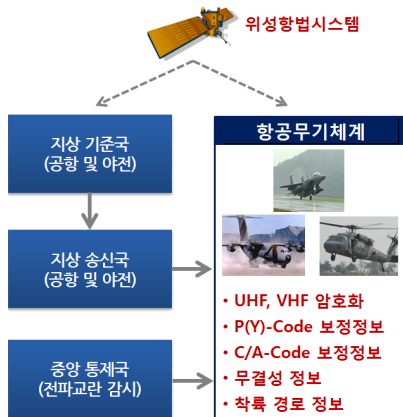 위성항법시스템
지상 기준국
(공항 및 야전)
항공무기체계
지상 송신국
(공항 및 야전)
• UHF, VHF 암호화
• P(Y)-Code 보정정보
• C/A-Code 보정정보
• 무결성 정보
• 착륙 경로 정보
중앙 통제국
(전파교란 감시)